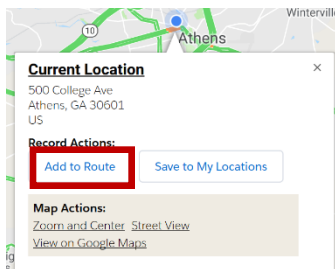 Winterville
10
Athens
Current Location
×
500 College Ave
Athens, GA 30601
US
Record Actions:
Add to Route
Save to My Locations
Map Actions:
Zoom and Center Street View
View on Google Maps